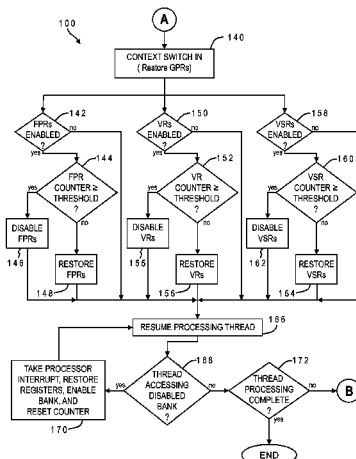 A
100
140
CONTEXT SWITCH IN
( Restore GPRs)
142
150
158
FPRs
ENABLED
?
no
VRs
ENABLED
?
no
VSRs
ENABLED
?
no
yes
144
yes
152
yes
160
FPR
COUNTER ≥
THRESHOLD
?
yes
no
VR
COUNTER ≥
THRESHOLD
?
yes
no
VSR
COUNTER ≥
THRESHOLD
?
yes
no
DISABLE
FPRs
DISABLE
VRs
DISABLE
VSRs
146
RESTORE
FPRs
155
RESTORE
VRs
162
RESTORE
VSRs
148
156
164
166
RESUME PROCESSING THREAD
168
172
TAKE PROCESSOR
INTERRUPT, RESTORE
REGISTERS, ENABLE
BANK, AND
RESET COUNTER
yes
THREAD
ACCESSING
DISABLED
BANK
?
no
THREAD
PROCESSING
COMPLETE
?
no
B
170
yes
END